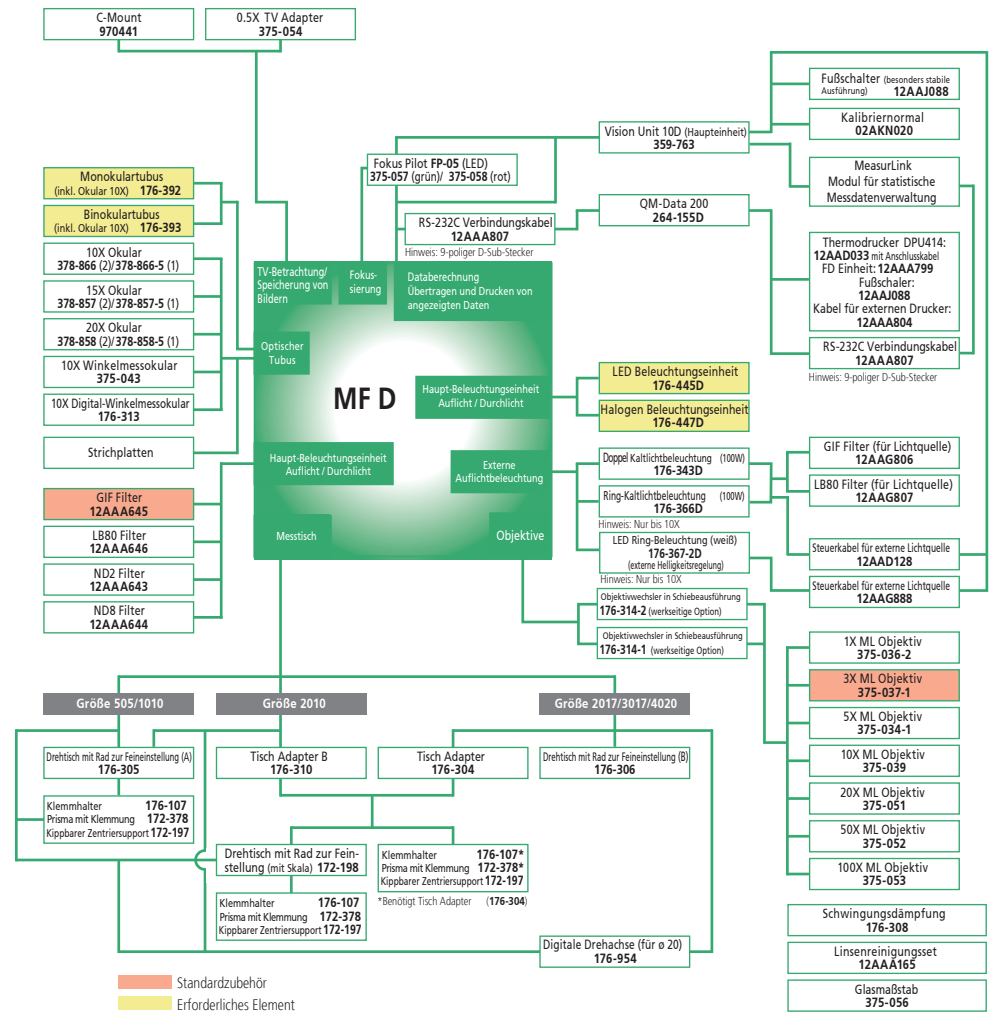 C-Mount
970441
0.5X TV Adapter
375-054
Monokulartubus
(inkl. Okular 10X) 176-392
Binokulartubus
(inkl. Okular 10X) 176-393
10X Okular
378-866 (2)/378-866-5 (1)
15X Okular
378-857 (2)/378-857-5 (1)
20X Okular
378-858 (2)/378-858-5 (1)
10X Winkelmessokular
375-043
10X Digital-Winkelmessokular
176-313
Strichplatten
GIF Filter
12AAA645
LB80 Filter
12AAA646
ND2 Filter
12AAA643
ND8 Filter
12AAA644
Fokus Pilot FP-05 (LED)
375-057 (grün)/ 375-058 (rot)
RS-232C Verbindungskabel
12AAA807
Hinweis: 9-poliger D-Sub-Stecker
TV-Betrachtung/
Speicherung von
Bildern
Fokus-
sierung
Databerechnung
Übertragen und Drucken von
angezeigten Daten
Optischer
Tubus
MF D
Haupt-Beleuchtungseinheit
Auflicht / Durchlicht
Haupt-Beleuchtungseinheit
Auflicht / Durchlicht
Externe
Auflichtbeleuchtung
Messtisch
Objektive
Vision Unit 10D (Haupteinheit)
359-763
QM-Data 200
264-155D
Fußschalter (besonders stabile
Ausführung) 12AAJ088
Kalibriernormal
02AKN020
MeasurLink
Modul für statistische
Messdatenverwaltung
Thermodrucker DPU414:
12AAD033 mit Anschlusskabel
FD Einheit: 12AAA799
Fußschaler:
12AAJ088
Kabel für externen Drucker:
12AAA804
RS-232C Verbindungskabel
12AAA807
Hinweis: 9-poliger D-Sub-Stecker
LED Beleuchtungseinheit
176-445D
Halogen Beleuchtungseinheit
176-447D
Doppel Kaltlichtbeleuchtung (100W)
176-343D
Ring-Kaltlichtbeleuchtung (100W)
176-366D
Hinweis: Nur bis 10X
LED Ring-Beleuchtung (weiß)
176-367-2D
(externe Helligkeitsregelung)
Hinweis: Nur bis 10X
GIF Filter (für Lichtquelle)
12AAG806
LB80 Filter (für Lichtquelle)
12AAG807
Steuerkabel für externe Lichtquelle
12AAD128
Steuerkabel für externe Lichtquelle
12AAG888
Objektivwechsler in Schiebeausführung
176-314-2 (werkseitige Option)
Objektivwechsler in Schiebeausführung
176-314-1 (werkseitige Option)
1X ML Objektiv
375-036-2
3X ML Objektiv
375-037-1
5X ML Objektiv
375-034-1
10X ML Objektiv
375-039
20X ML Objektiv
375-051
50X ML Objektiv
375-052
100X ML Objektiv
375-053
Schwingungsdämpfung
176-308
Linsenreinigungsset
12AAA165
Glasmaßstab
375-056
Größe 505/1010
Größe 2010
Größe 2017/3017/4020
Drehtisch mit Rad zur Feineinstellung (A)
176-305
Tisch Adapter B
176-310
Tisch Adapter
176-304
Drehtisch mit Rad zur Feineinstellung (B)
176-306
Klemmhalter 176-107
Prisma mit Klemmung 172-378
Kippbarer Zentriersupport 172-197
Drehtisch mit Rad zur Fein-
stellung (mit Skala) 172-198
Klemmhalter 176-107*
Prisma mit Klemmung 172-378*
Kippbarer Zentriersupport 172-197
*Benötigt Tisch Adapter (176-304)
Klemmhalter 176-107
Prisma mit Klemmung 172-378
Kippbarer Zentriersupport 172-197
Digitale Drehachse (für ø 20)
176-954
Standardzubehör
Erforderliches Element